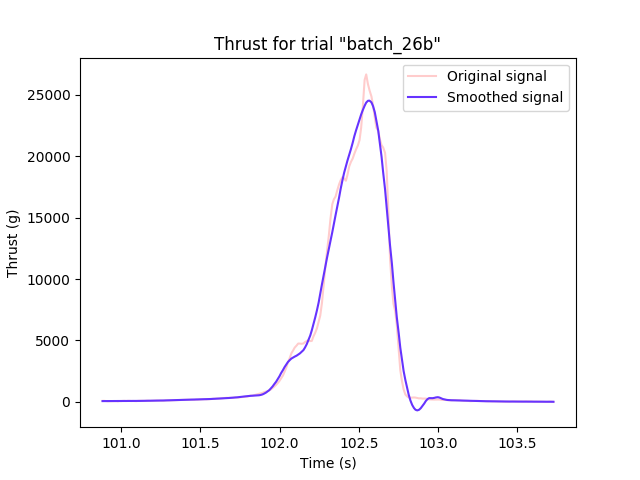 Thrust for trial "batch_26b"
Original signal
Smoothed signal
25000
20000
15000
10000
5000
0
Thrust (g)
101.0 101.5 102.0 102.5 103.0 103.5
Time (s)